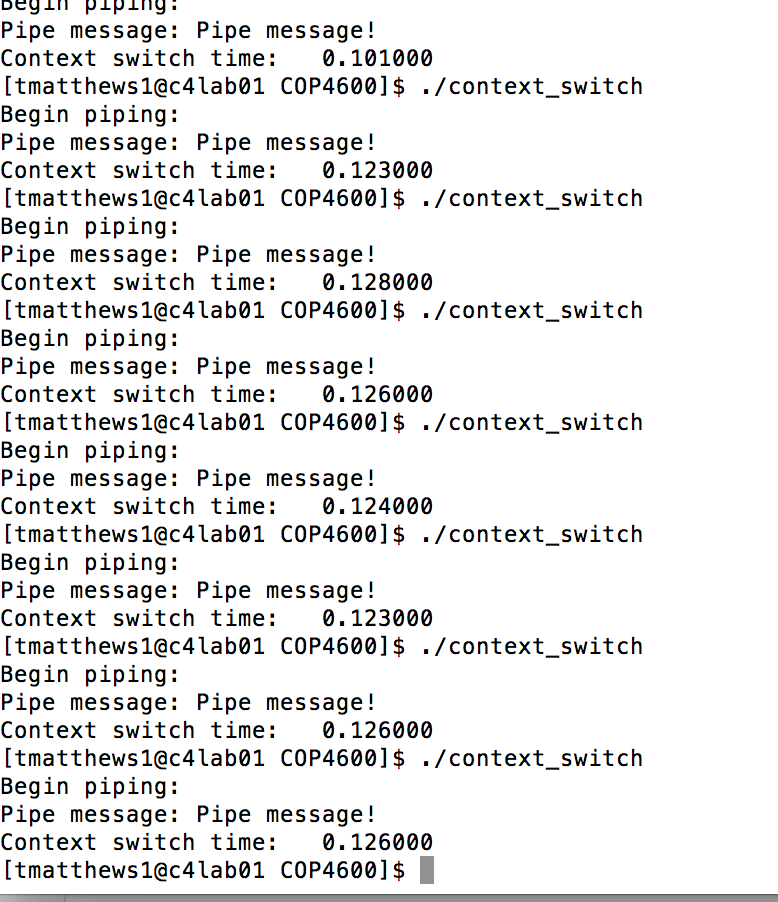 Begin piping:
Pipe message: Pipe message!
Context switch time:   0.101000
[tmatthews1@c4lab01 COP4600]$ ./context_switch
Begin piping:
Pipe message: Pipe message!
Context switch time:   0.123000
[tmatthews1@c4lab01 COP4600]$ ./context_switch
Begin piping:
Pipe message: Pipe message!
Context switch time:   0.128000
[tmatthews1@c4lab01 COP4600]$ ./context_switch
Begin piping:
Pipe message: Pipe message!
Context switch time:   0.126000
[tmatthews1@c4lab01 COP4600]$ ./context_switch
Begin piping:
Pipe message: Pipe message!
Context switch time:   0.124000
[tmatthews1@c4lab01 COP4600]$ ./context_switch
Begin piping:
Pipe message: Pipe message!
Context switch time:   0.123000
[tmatthews1@c4lab01 COP4600]$ ./context_switch
Begin piping:
Pipe message: Pipe message!
Context switch time:   0.126000
[tmatthews1@c4lab01 COP4600]$ ./context_switch
Begin piping:
Pipe message: Pipe message!
Context switch time:   0.126000
[tmatthews1@c4lab01 COP4600]$